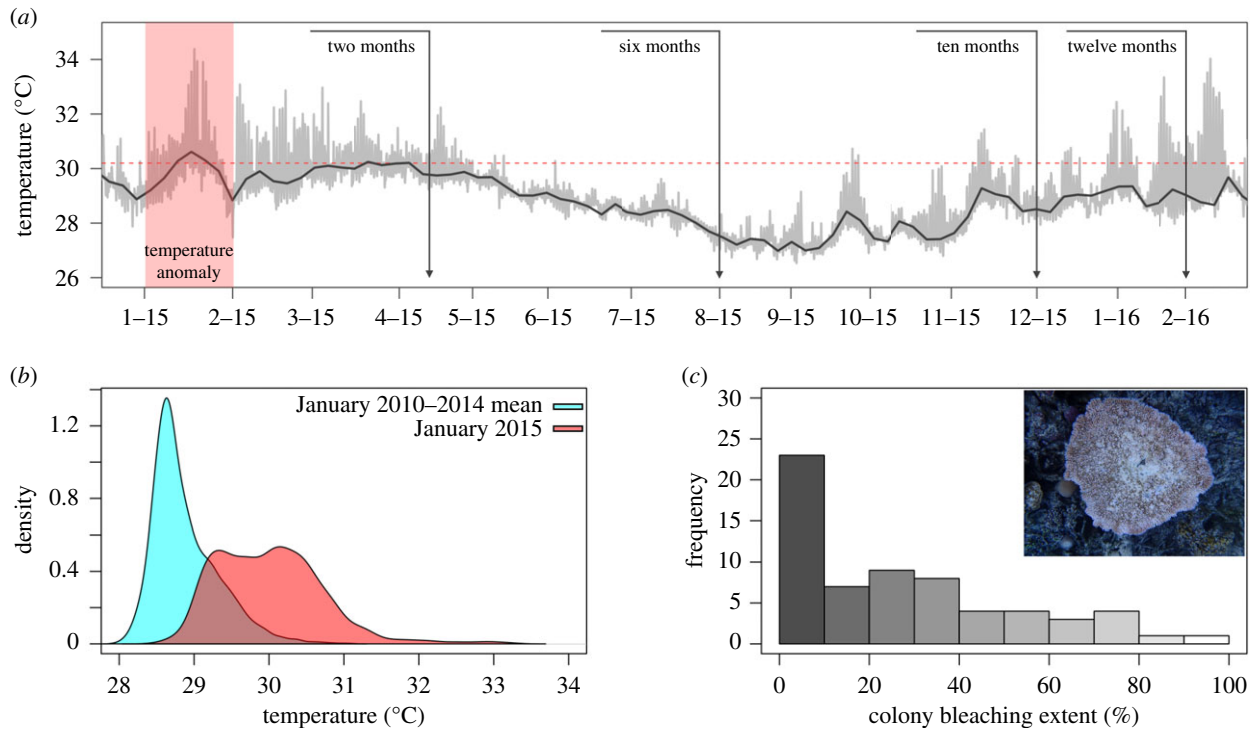 (a)
temperature (°C)
34
32
30
28
26
two months
six months
ten months
twelve months
temperature
anomaly
1–15
2–15
3–15
4–15
5–15
6–15
7–15
8–15
9–15
10–15
11–15
12–15
1–16
2–16
(b)
density
1.2
0.8
0.4
0
January 2010–2014 mean
January 2015
28
29
30
31
32
33
34
temperature (°C)
(c)
frequency
30
25
20
15
10
5
0
0
20
40
60
80
100
colony bleaching extent (%)